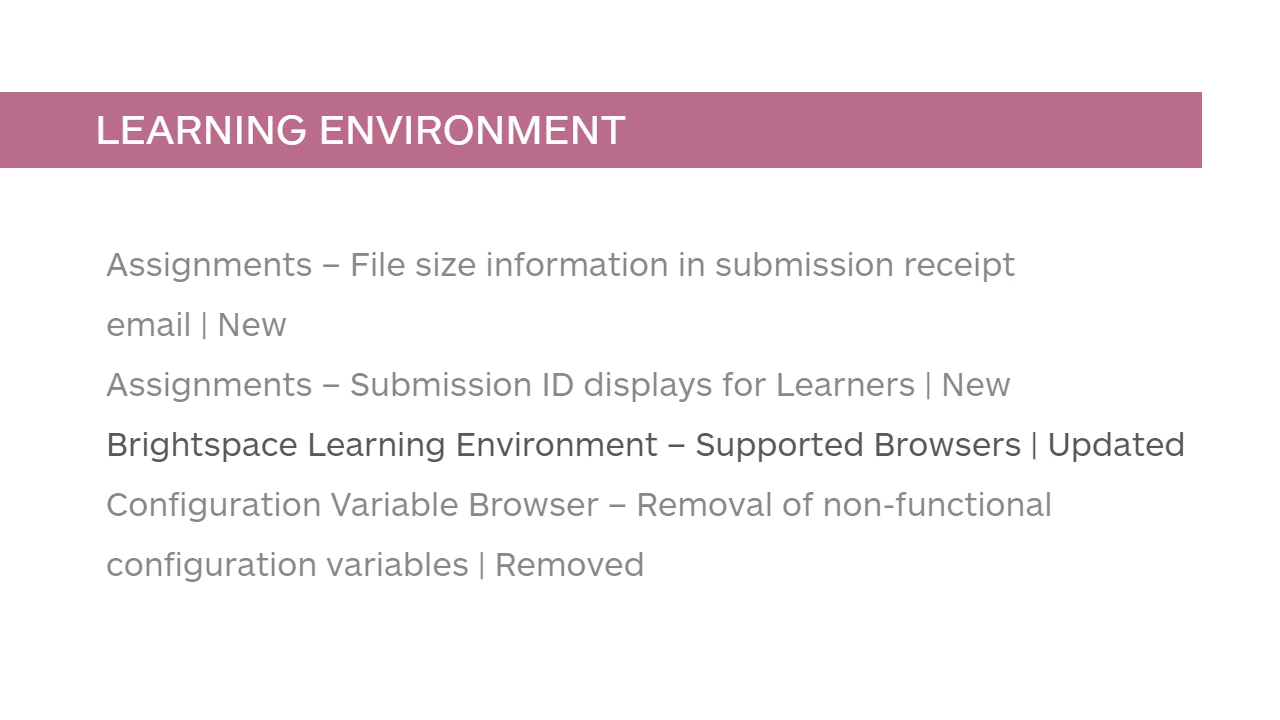 LEARNING ENVIRONMENT
Assignments – File size information in submission receipt
email | New
Assignments – Submission ID displays for Learners | New
Brightspace Learning Environment – Supported Browsers | Updated
Configuration Variable Browser – Removal of non-functional
configuration variables | Removed